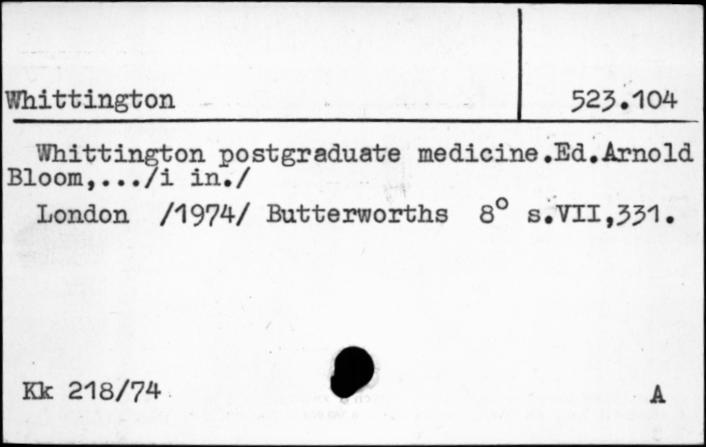 Whittington 523.104
Whittington postgraduate medicine.Ed.Arnold
Bloom,.../i in./
London /1974/ Butterworths 8° s.VII,331.
Kk 218/74 A